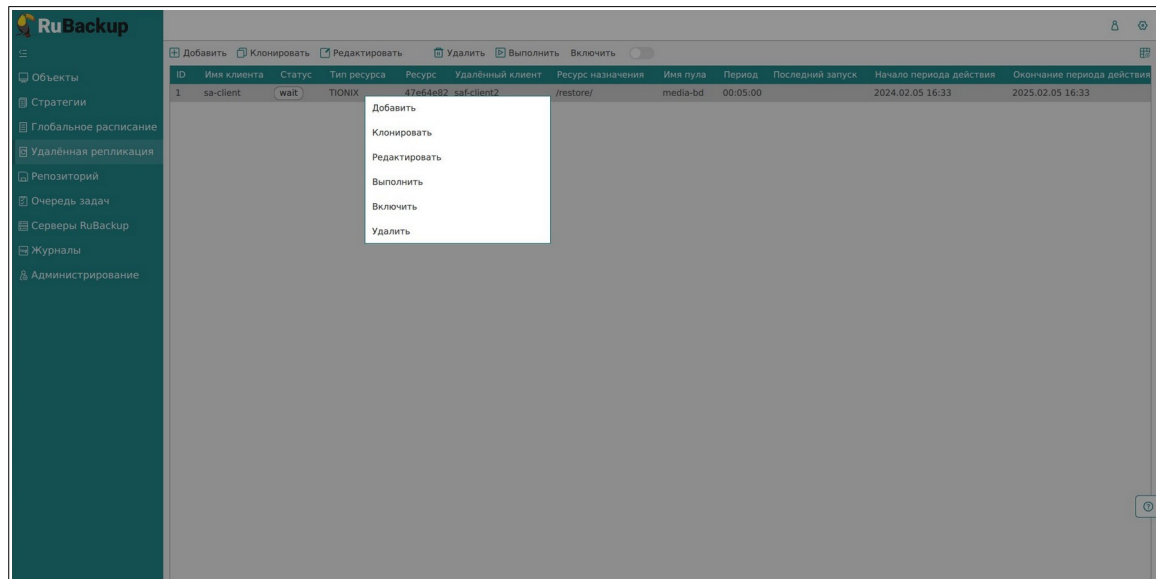 RuBackup
Добавить Клонировать Редактировать Удалить Выполнить Включить
Объекты
Стратегии
Глобальное расписание
Удалённая репликация
Репозиторий
Очередь задач
Серверы RuBackup
Журналы
Администрирование
ID Имя клиента Статус Тип ресурса Ресурс Удалённый клиент Ресурс назначения Имя пула Период Последний запуск Начало периода действия Окончание периода действия
1 sa-client wait TIONIX 47e64e82 saf-client2 /restore/ media-bd 00:05:00 2024.02.05 16:33 2025.02.05 16:33
Добавить
Клонировать
Редактировать
Выполнить
Включить
Удалить